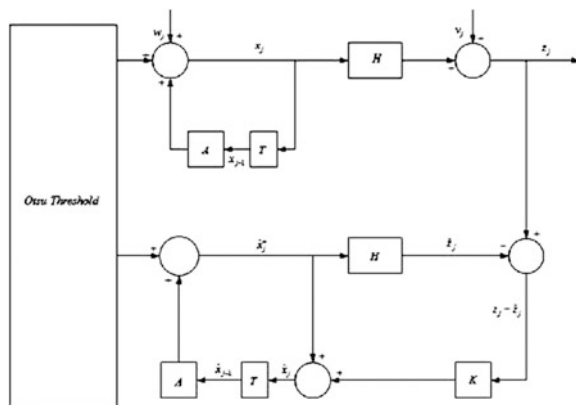 w_j + v_j +
+ x_j H + z_j
+
A x_{j-1} T
Otsu Threshold
+
+ x̂_j^- H ẑ_j -
+
z_j - ẑ_j
+
A x̂_{j-1} T x̂_j + K